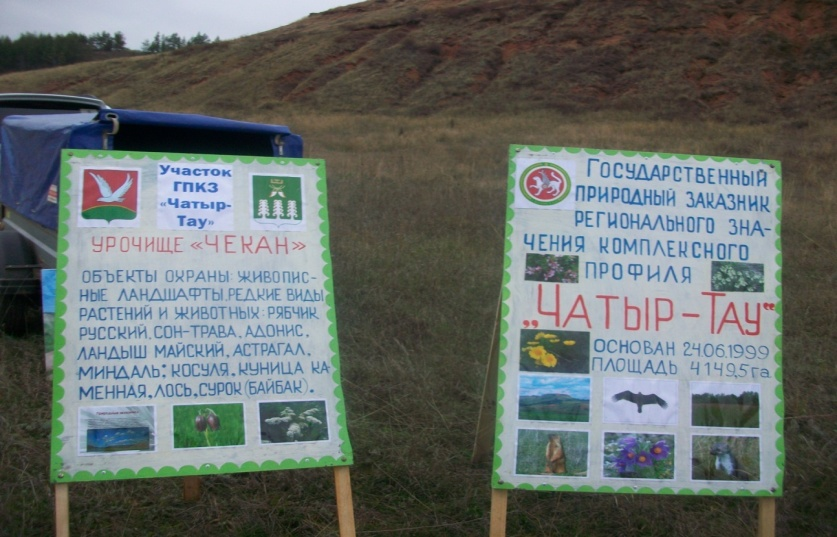 Участок
ГПКЗ
«Чатыр-
Тау»
УРОЧИЩЕ «ЧЕКАН»
ОБЪЕКТЫ ОХРАНЫ: ЖИВОПИС-
НЫЕ ЛАНДШАФТЫ, РЕДКИЕ ВИДЫ
РАСТЕНИЙ И ЖИВОТНЫХ: РЯБЧИК
РУССКИЙ, СОН-ТРАВА, АДОНИС,
ЛАНДЫШ МАЙСКИЙ, АСТРАГАЛ,
МИНДАЛЬ; КОСУЛЯ, КУНИЦА КА-
МЕННАЯ, ЛОСЬ, СУРОК (БАЙБАК).
ГОСУДАРСТВЕННЫЙ
ПРИРОДНЫЙ ЗАКАЗНИК
РЕГИОНАЛЬНОГО ЗНА-
ЧЕНИЯ КОМПЛЕКСНОГО
ПРОФИЛЯ
„ЧАТЫР-ТАУ"
ОСНОВАН 24.06.1999
ПЛОЩАДЬ 4149,5га